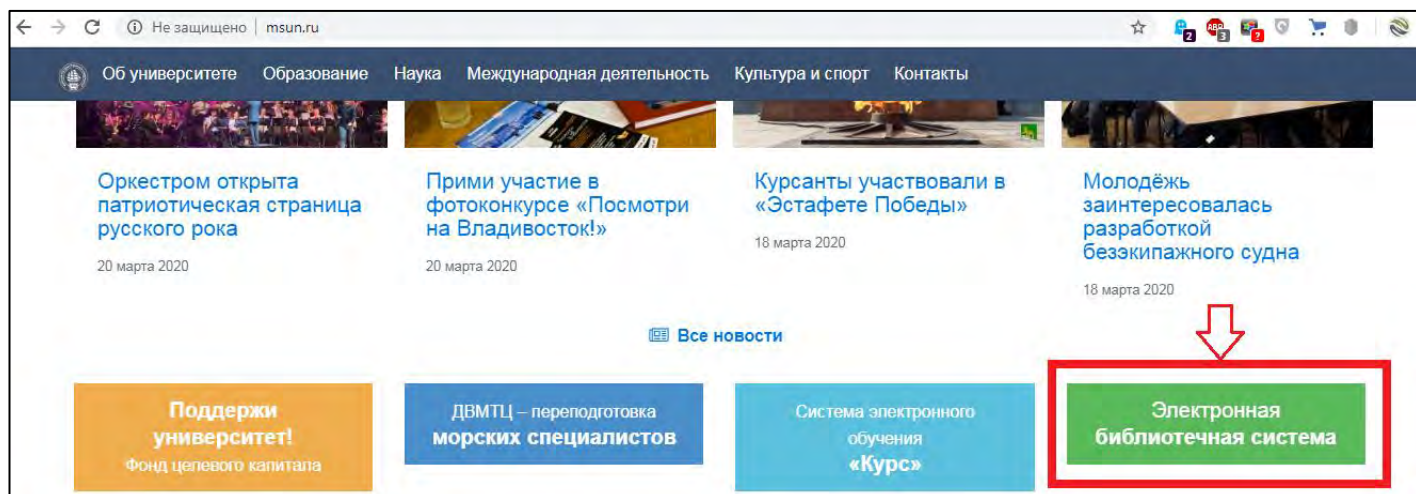 Не защищено | msun.ru
2
ABP
3
?
Об университете Образование Наука Международная деятельность Культура и спорт Контакты
Оркестром открыта
патриотическая страница
русского рока
20 марта 2020
Прими участие в
фотоконкурсе «Посмотри
на Владивосток!»
20 марта 2020
Курсанты участвовали в
«Эстафете Победы»
18 марта 2020
Молодёжь
заинтересовалась
разработкой
безэкипажного судна
18 марта 2020
Все новости
Поддержи
университет!
Фонд целевого капитала
ДВМТЦ – переподготовка
морских специалистов
Система электронного
обучения
«Курс»
Электронная
библиотечная система